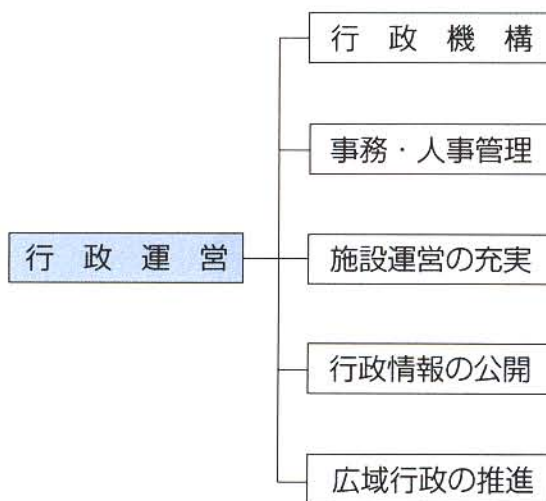 行政機構
事務・人事管理
行政運営
施設運営の充実
行政情報の公開
広域行政の推進